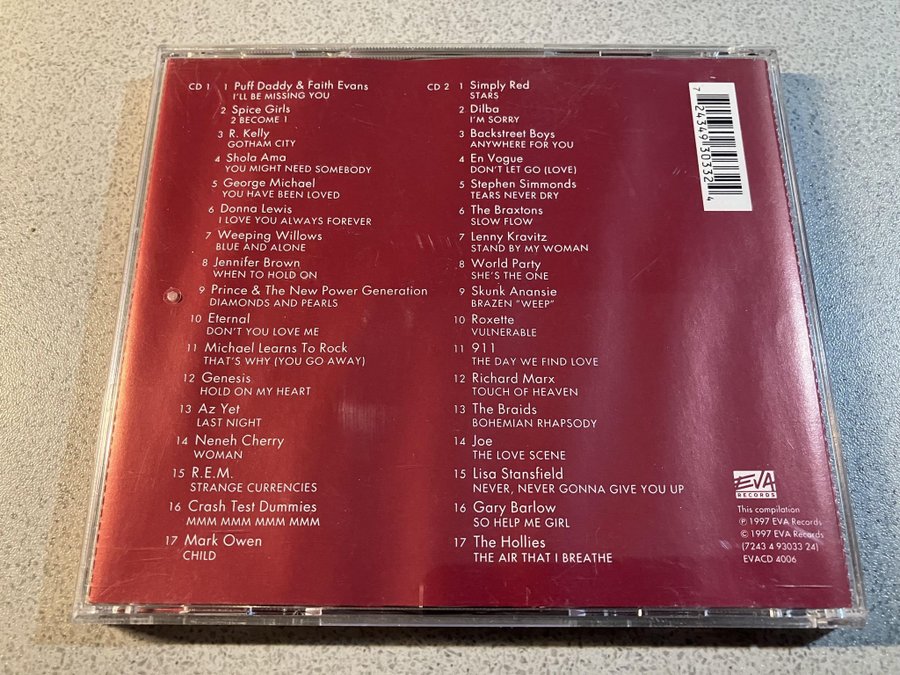 CD 1 1 Puff Daddy & Faith Evans
I'LL BE MISSING YOU
2 Spice Girls
2 BECOME 1
3 R. Kelly
GOTHAM CITY
4 Shola Ama
YOU MIGHT NEED SOMEBODY
5 George Michael
YOU HAVE BEEN LOVED
6 Donna Lewis
I LOVE YOU ALWAYS FOREVER
7 Weeping Willows
BLUE AND ALONE
8 Jennifer Brown
WHEN TO HOLD ON
9 Prince & The New Power Generation
DIAMONDS AND PEARLS
10 Eternal
DON'T YOU LOVE ME
11 Michael Learns To Rock
THAT'S WHY (YOU GO AWAY)
12 Genesis
HOLD ON MY HEART
13 Az Yet
LAST NIGHT
14 Neneh Cherry
WOMAN
15 R.E.M.
STRANGE CURRENCIES
16 Crash Test Dummies
MMM MMM MMM MMM
17 Mark Owen
CHILD
CD 2 1 Simply Red
STARS
2 Dilba
I'M SORRY
3 Backstreet Boys
ANYWHERE FOR YOU
4 En Vogue
DON'T LET GO (LOVE)
5 Stephen Simmonds
TEARS NEVER DRY
6 The Braxtons
SLOW FLOW
7 Lenny Kravitz
STAND BY MY WOMAN
8 World Party
SHE'S THE ONE
9 Skunk Anansie
BRAZEN "WEEP"
10 Roxette
VULNERABLE
11 911
THE DAY WE FIND LOVE
12 Richard Marx
TOUCH OF HEAVEN
13 The Braids
BOHEMIAN RHAPSODY
14 Joe
THE LOVE SCENE
15 Lisa Stansfield
NEVER, NEVER GONNA GIVE YOU UP
16 Gary Barlow
SO HELP ME GIRL
17 The Hollies
THE AIR THAT I BREATHE
7 24349 30332 4
EVA
RECORDS
This compilation
℗ 1997 EVA Records
© 1997 EVA Records
(7243 4 93033 24)
EVACD 4006